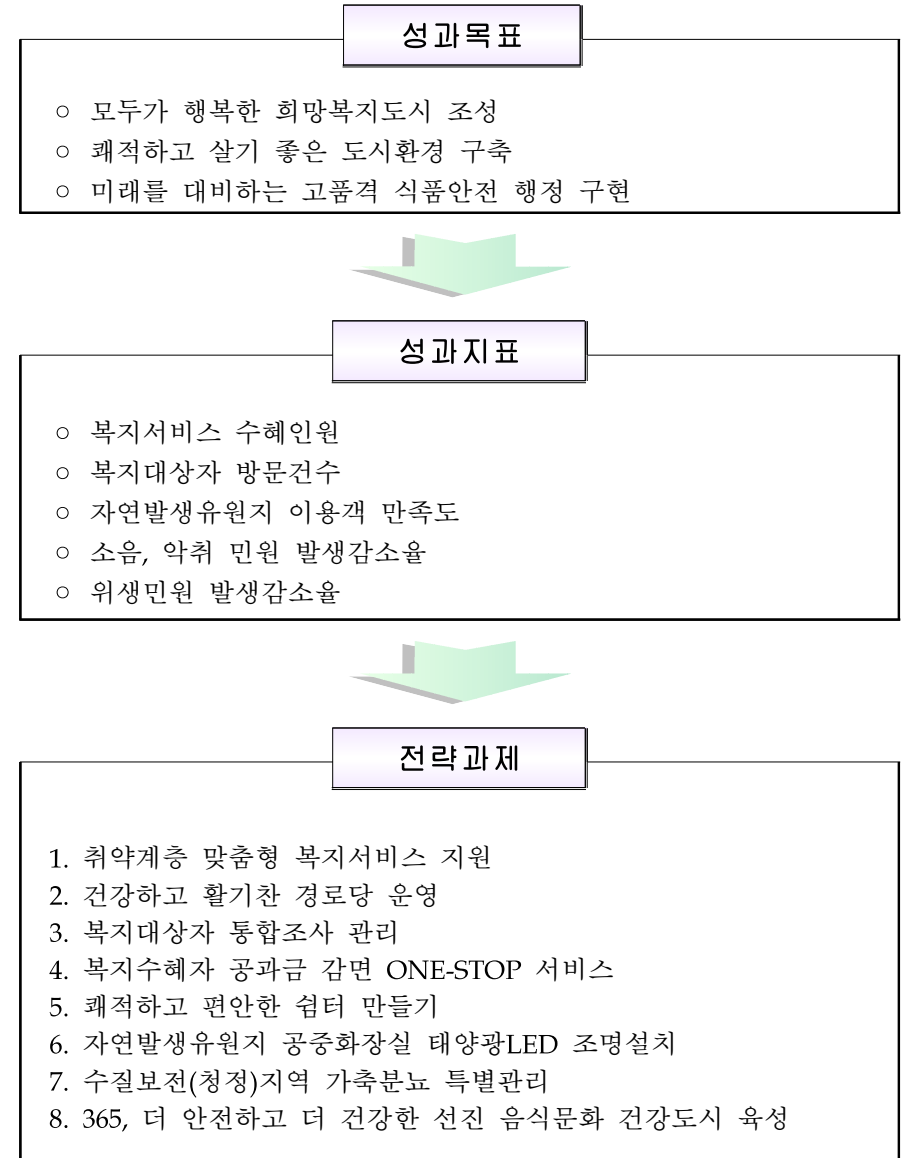 성과목표
○ 모두가 행복한 희망복지도시 조성
○ 쾌적하고 살기 좋은 도시환경 구축
○ 미래를 대비하는 고품격 식품안전 행정 구현
성과지표
○ 복지서비스 수혜인원
○ 복지대상자 방문건수
○ 자연발생유원지 이용객 만족도
○ 소음, 악취 민원 발생감소율
○ 위생민원 발생감소율
전략과제
1. 취약계층 맞춤형 복지서비스 지원
2. 건강하고 활기찬 경로당 운영
3. 복지대상자 통합조사 관리
4. 복지수혜자 공과금 감면 ONE-STOP 서비스
5. 쾌적하고 편안한 쉼터 만들기
6. 자연발생유원지 공중화장실 태양광LED 조명설치
7. 수질보전(청정)지역 가축분뇨 특별관리
8. 365, 더 안전하고 더 건강한 선진 음식문화 건강도시 육성